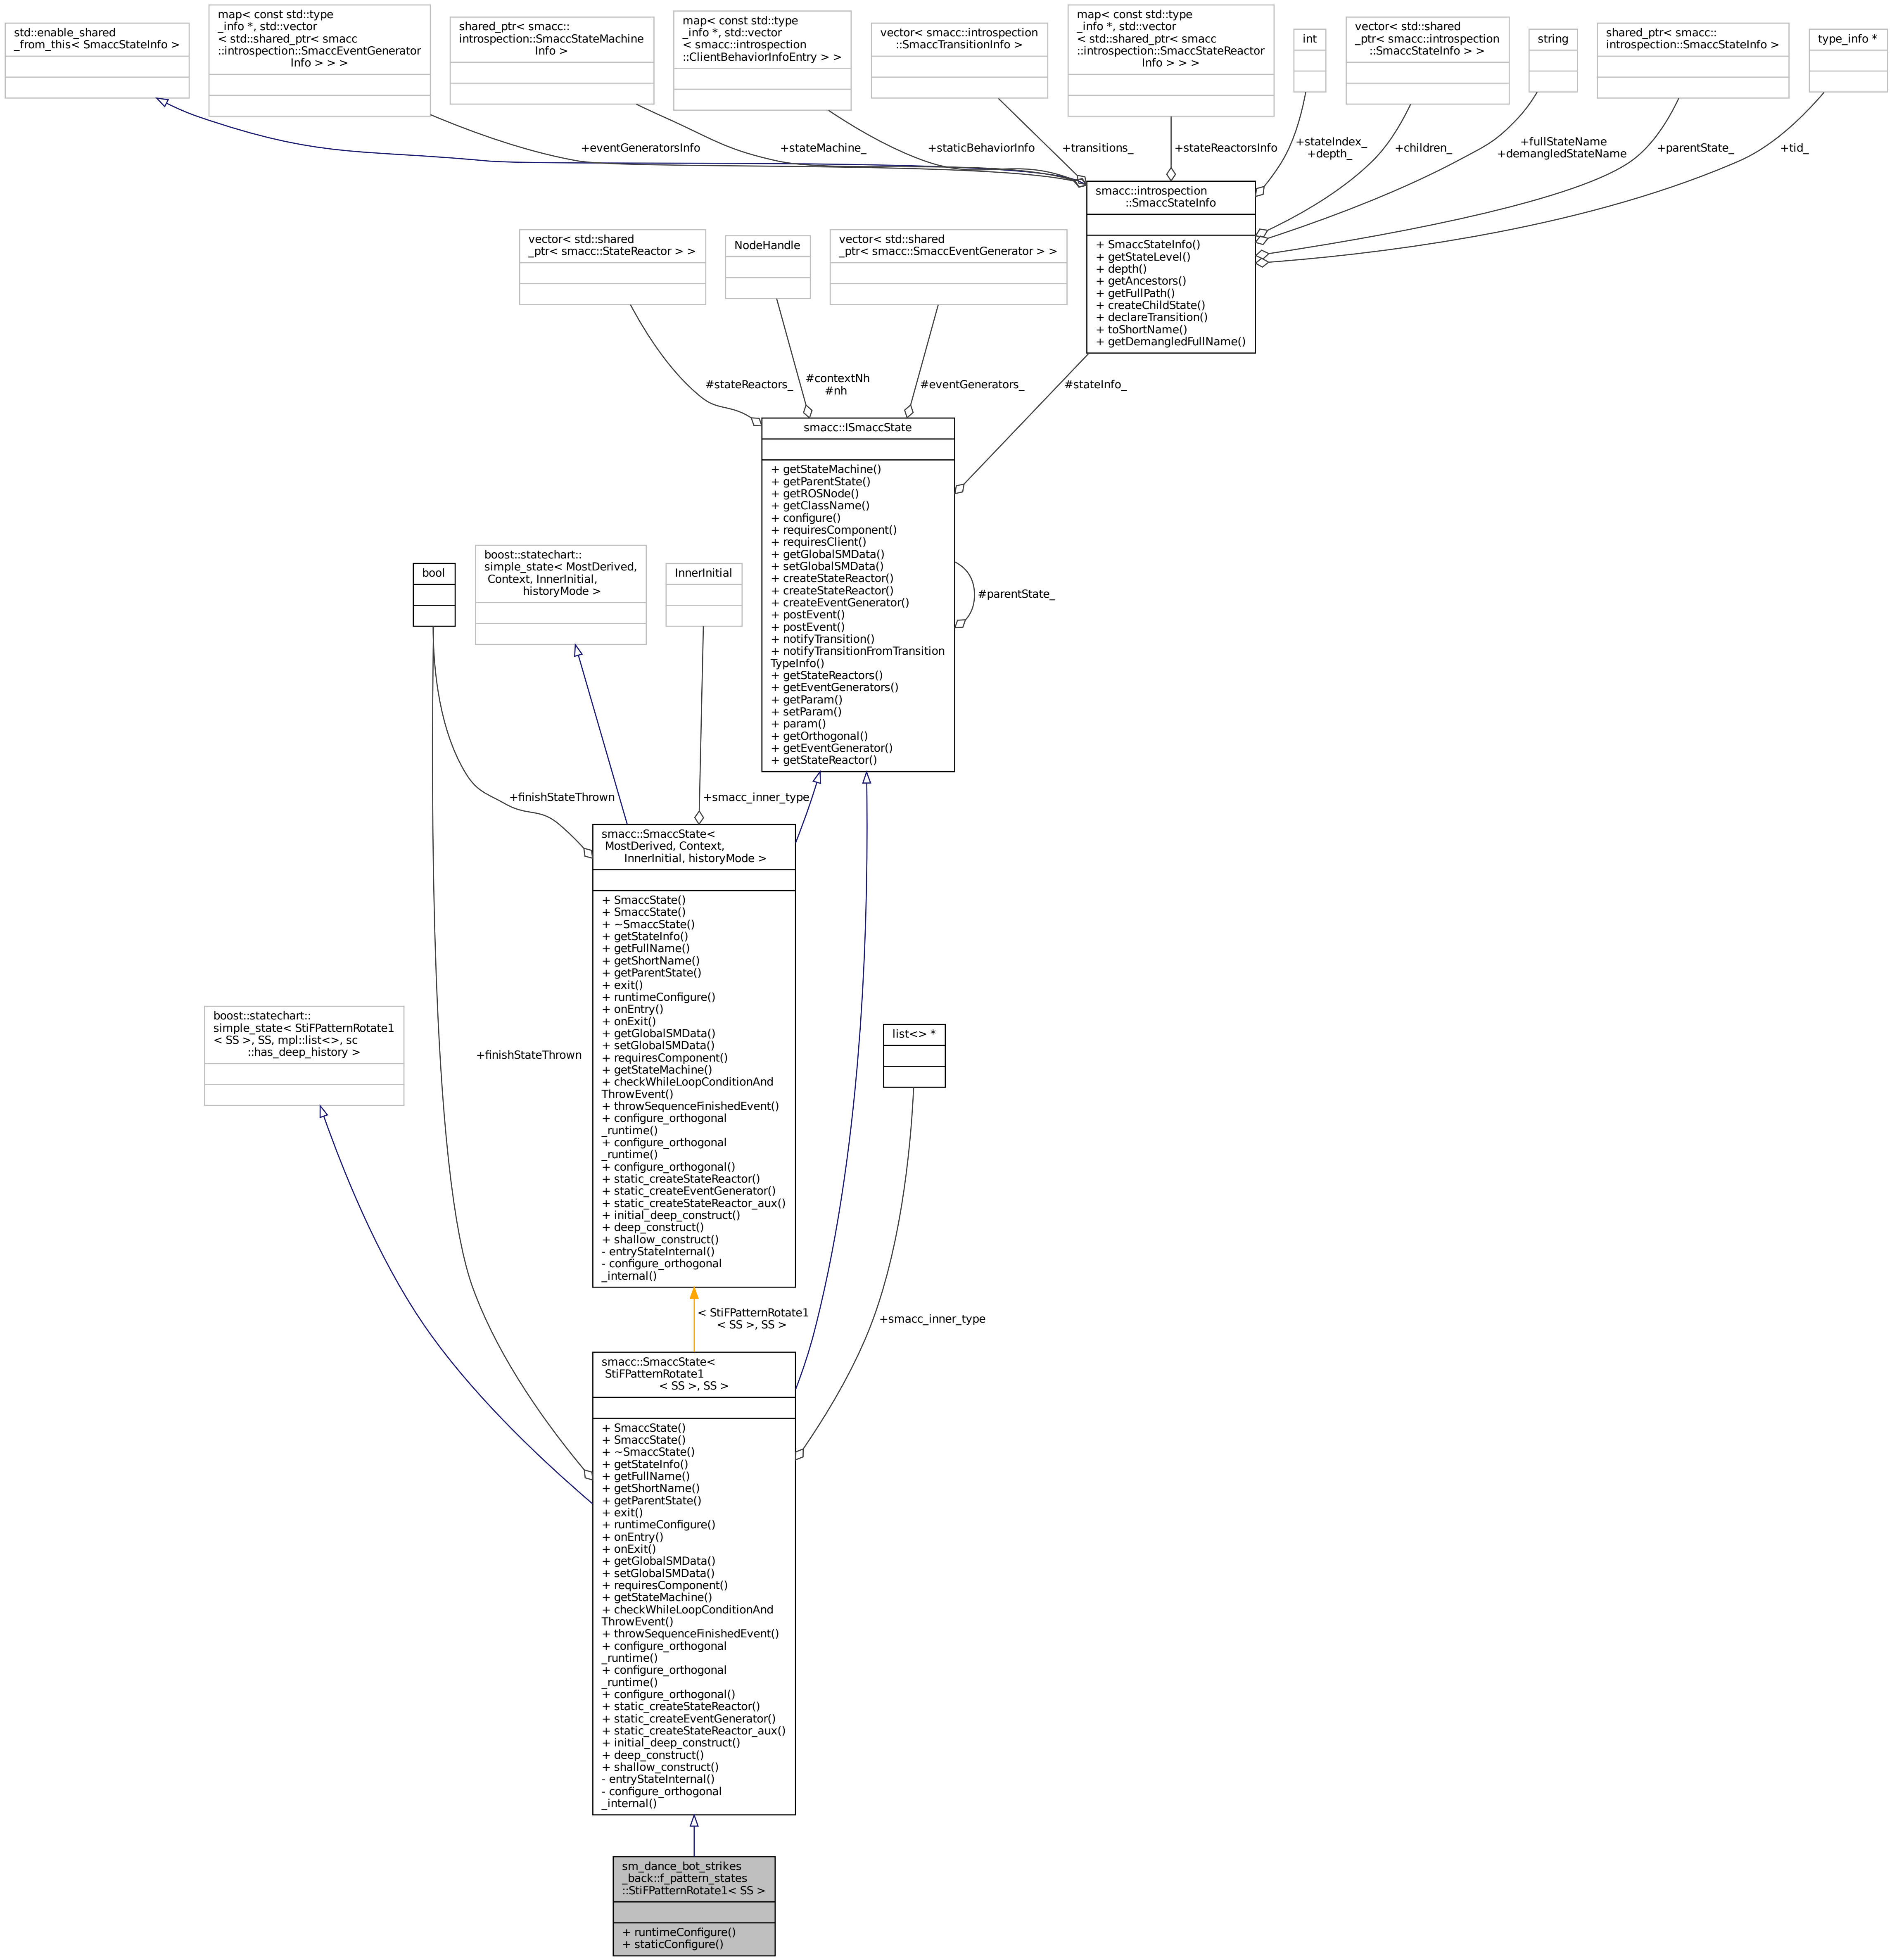 std::enable_shared
_from_this< SmaccStateInfo >
map< const std::type
_info *, std::vector
< std::shared_ptr< smacc
::introspection::SmaccEventGenerator
Info > > >
shared_ptr< smacc::
introspection::SmaccStateMachine
Info >
map< const std::type
_info *, std::vector
< smacc::introspection
::ClientBehaviorInfoEntry > >
vector< smacc::introspection
::SmaccTransitionInfo >
map< const std::type
_info *, std::vector
< std::shared_ptr< smacc
::introspection::SmaccStateReactor
Info > > >
int
vector< std::shared
_ptr< smacc::introspection
::SmaccStateInfo > >
string
shared_ptr< smacc::
introspection::SmaccStateInfo >
type_info *
+eventGeneratorsInfo
+stateMachine_
+staticBehaviorInfo
+transitions_
+stateReactorsInfo
+stateIndex_
+depth_
+children_
+fullStateName
+demangledStateName
+parentState_
+tid_
smacc::introspection
::SmaccStateInfo
+ SmaccStateInfo()
+ getStateLevel()
+ depth()
+ getAncestors()
+ getFullPath()
+ createChildState()
+ declareTransition()
+ toShortName()
+ getDemangledFullName()
vector< std::shared
_ptr< smacc::StateReactor > >
NodeHandle
vector< std::shared
_ptr< smacc::SmaccEventGenerator > >
#stateReactors_
#contextNh
#nh
#eventGenerators_
#stateInfo_
smacc::ISmaccState
+ getStateMachine()
+ getParentState()
+ getROSNode()
+ getClassName()
+ configure()
+ requiresComponent()
+ requiresClient()
+ getGlobalSMData()
+ setGlobalSMData()
+ createStateReactor()
+ createStateReactor()
+ createEventGenerator()
+ postEvent()
+ postEvent()
+ notifyTransition()
+ notifyTransitionFromTransition
TypeInfo()
+ getStateReactors()
+ getEventGenerators()
+ getParam()
+ setParam()
+ param()
+ getOrthogonal()
+ getEventGenerator()
+ getStateReactor()
#parentState_
bool
boost::statechart::
simple_state< MostDerived,
Context, InnerInitial,
historyMode >
InnerInitial
+finishStateThrown
+smacc_inner_type
smacc::SmaccState<
MostDerived, Context,
InnerInitial, historyMode >
+ SmaccState()
+ SmaccState()
+ ~SmaccState()
+ getStateInfo()
+ getFullName()
+ getShortName()
+ getParentState()
+ exit()
+ runtimeConfigure()
+ onEntry()
+ onExit()
+ getGlobalSMData()
+ setGlobalSMData()
+ requiresComponent()
+ getStateMachine()
+ checkWhileLoopConditionAnd
ThrowEvent()
+ throwSequenceFinishedEvent()
+ configure_orthogonal
_runtime()
+ configure_orthogonal
_runtime()
+ configure_orthogonal()
+ static_createStateReactor()
+ static_createEventGenerator()
+ static_createStateReactor_aux()
+ initial_deep_construct()
+ deep_construct()
+ shallow_construct()
- entryStateInternal()
- configure_orthogonal
_internal()
boost::statechart::
simple_state< StiFPatternRotate1
< SS >, SS, mpl::list<>, sc
::has_deep_history >
+finishStateThrown
list<> *
< StiFPatternRotate1
< SS >, SS >
+smacc_inner_type
smacc::SmaccState<
StiFPatternRotate1
< SS >, SS >
+ SmaccState()
+ SmaccState()
+ ~SmaccState()
+ getStateInfo()
+ getFullName()
+ getShortName()
+ getParentState()
+ exit()
+ runtimeConfigure()
+ onEntry()
+ onExit()
+ getGlobalSMData()
+ setGlobalSMData()
+ requiresComponent()
+ getStateMachine()
+ checkWhileLoopConditionAnd
ThrowEvent()
+ throwSequenceFinishedEvent()
+ configure_orthogonal
_runtime()
+ configure_orthogonal
_runtime()
+ configure_orthogonal()
+ static_createStateReactor()
+ static_createEventGenerator()
+ static_createStateReactor_aux()
+ initial_deep_construct()
+ deep_construct()
+ shallow_construct()
- entryStateInternal()
- configure_orthogonal
_internal()
sm_dance_bot_strikes
_back::f_pattern_states
::StiFPatternRotate1< SS >
+ runtimeConfigure()
+ staticConfigure()